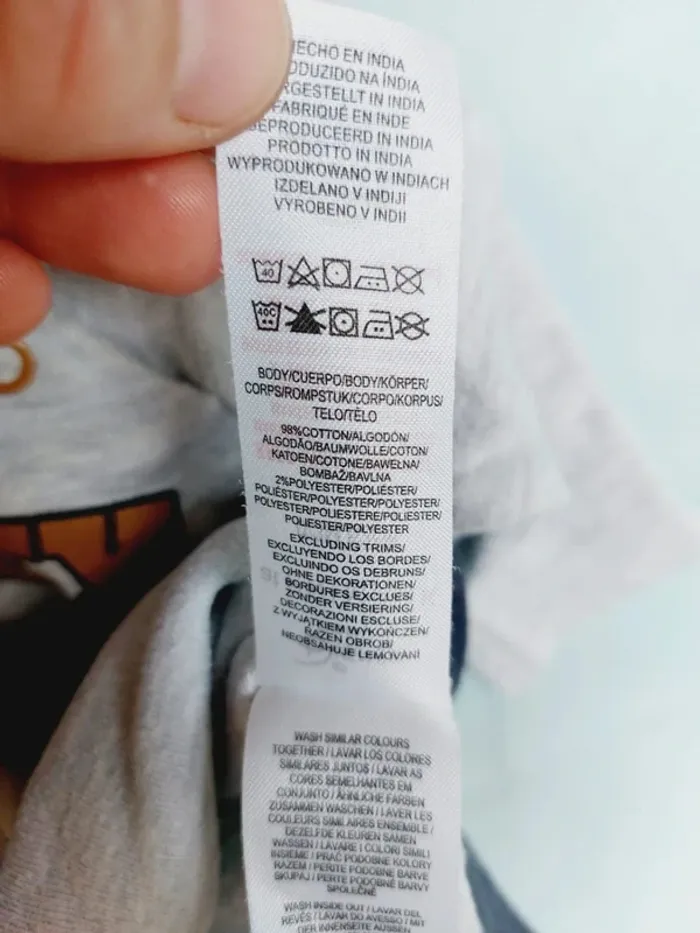 HECHO EN INDIA
PRODUZIDO NA ÍNDIA
HERGESTELLT IN INDIA
FABRIQUÉ EN INDE
GEPRODUCEERD IN INDIA
PRODOTTO IN INDIA
WYPRODUKOWANO W INDIACH
IZDELANO V INDIJI
VYROBENO V INDII
40
40C
BODY/CUERPO/BODY/KÖRPER/
CORPS/ROMPSTUK/CORPO/KORPUS/
TELO/TĚLO
98%COTTON/ALGODÓN/
ALGODÃO/BAUMWOLLE/COTON/
KATOEN/COTONE/BAWEŁNA/
BOMBAŽ/BAVLNA
2%POLYESTER/POLIÉSTER/
POLIÉSTER/POLYESTER/POLYESTER/
POLYESTER/POLIESTERE/POLIESTER/
POLIESTER/POLYESTER
EXCLUDING TRIMS/
EXCLUYENDO LOS BORDES/
EXCLUINDO OS DEBRUNS/
OHNE DEKORATIONEN/
BORDURES EXCLUES/
ZONDER VERSIERING/
DECORAZIONI ESCLUSE/
Z WYJĄTKIEM WYKOŃCZEŃ/
RAZEN OBROB/
NEOBSAHUJE LEMOVÁNÍ
WASH SIMILAR COLOURS
TOGETHER / LAVAR LOS COLORES
SIMILARES JUNTOS / LAVAR AS
CORES SEMELHANTES EM
CONJUNTO / ÄHNLICHE FARBEN
ZUSAMMEN WASCHEN / LAVER LES
COULEURS SIMILAIRES ENSEMBLE /
DEZELFDE KLEUREN SAMEN
WASSEN / LAVARE I COLORI SIMILI
INSIEME / PRAĆ PODOBNE KOLORY
RAZEM / PERITE PODOBNE BARVE
SKUPAJ / PERTE PODOBNÉ BARVY
SPOLEČNĚ
WASH INSIDE OUT / LAVAR DEL
REVÉS / LAVAR DO AVESSO / MIT
DER INNENSEITE AUSSEN